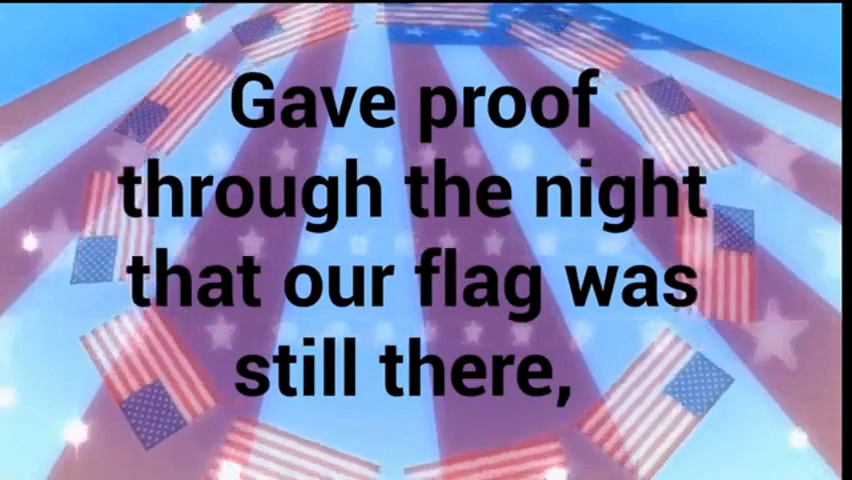 Gave proof
through the night
that our flag was
still there,